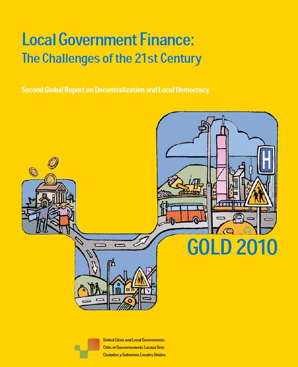 Local Government Finance:
The Challenges of the 21st Century
Second Global Report on Decentralization and Local Democracy
H
GOLD 2010
United Cities and Local Governments
Cités et Gouvernements Locaux Unis
Ciudades y Gobiernos Locales Unidos